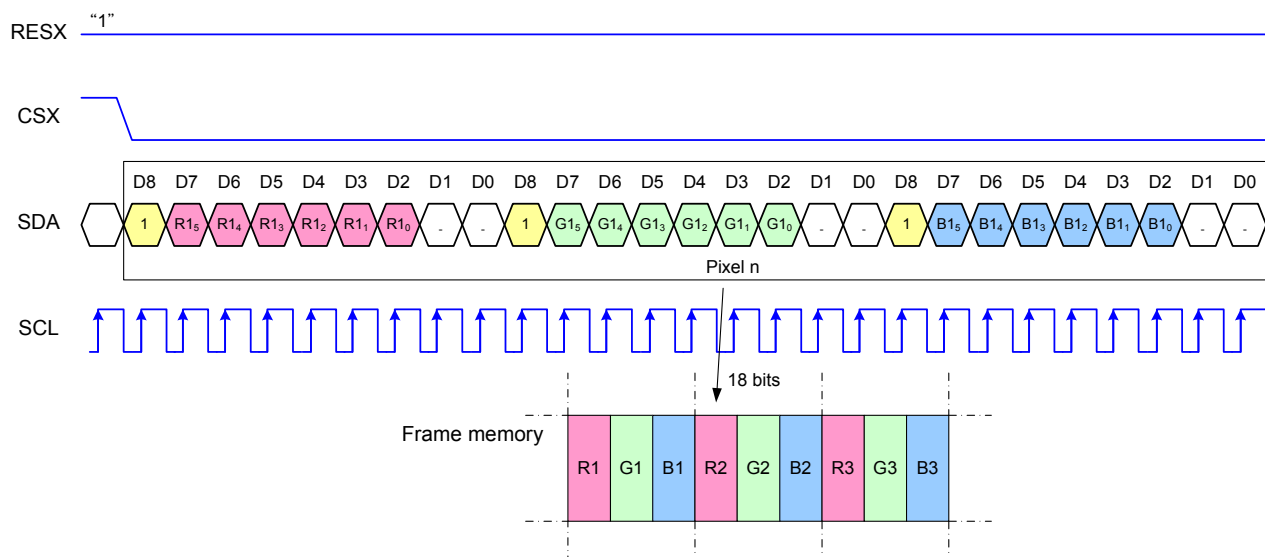 RESX “1”
CSX
D8 D7 D6 D5 D4 D3 D2 D1 D0 D8 D7 D6 D5 D4 D3 D2 D1 D0 D8 D7 D6 D5 D4 D3 D2 D1 D0
SDA 1 R1₅ R1₄ R1₃ R1₂ R1₁ R1₀ - - 1 G1₅ G1₄ G1₃ G1₂ G1₁ G1₀ - - 1 B1₅ B1₄ B1₃ B1₂ B1₁ B1₀ - -
Pixel n
SCL
18 bits
Frame memory
R1 G1 B1 R2 G2 B2 R3 G3 B3